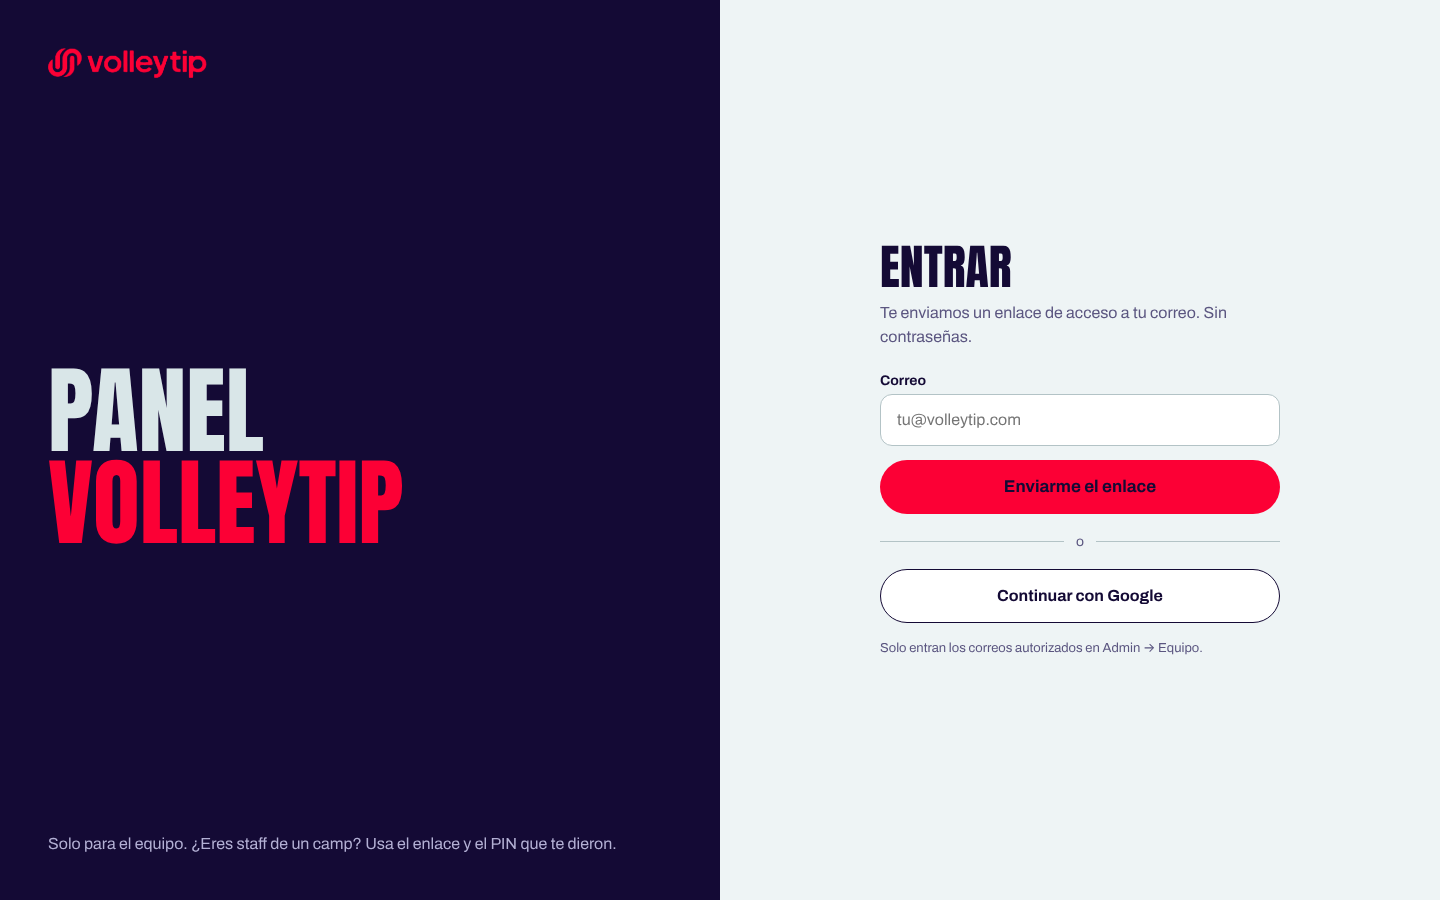 volleytip
PANEL
VOLLEYTIP
Solo para el equipo. ¿Eres staff de un camp? Usa el enlace y el PIN que te dieron.
ENTRAR
Te enviamos un enlace de acceso a tu correo. Sin
contraseñas.
Correo
tu@volleytip.com
Enviarme el enlace
o
Continuar con Google
Solo entran los correos autorizados en Admin → Equipo.